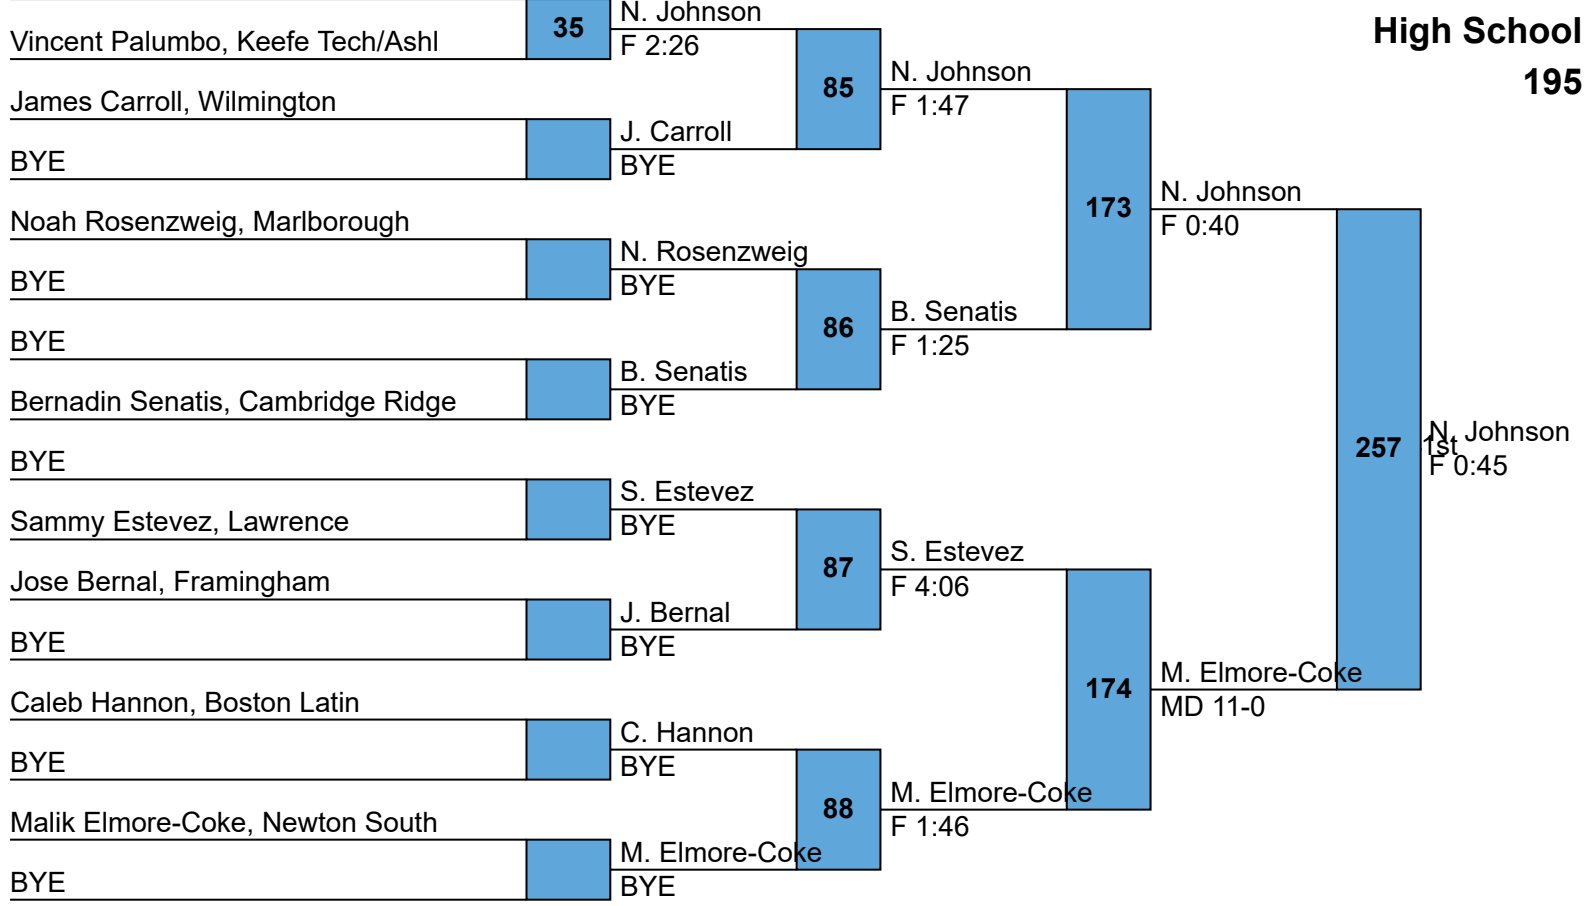 High School
195
Vincent Palumbo, Keefe Tech/Ashl
James Carroll, Wilmington
BYE
Noah Rosenzweig, Marlborough
BYE
BYE
Bernadin Senatis, Cambridge Ridge
BYE
Sammy Estevez, Lawrence
Jose Bernal, Framingham
BYE
Caleb Hannon, Boston Latin
BYE
Malik Elmore-Coke, Newton South
BYE
35
N. Johnson
F 2:26
J. Carroll
BYE
N. Rosenzweig
BYE
B. Senatis
BYE
S. Estevez
BYE
J. Bernal
BYE
C. Hannon
BYE
M. Elmore-Coke
BYE
85
86
87
88
N. Johnson
F 1:47
B. Senatis
F 1:25
S. Estevez
F 4:06
M. Elmore-Coke
F 1:46
173
174
N. Johnson
F 0:40
M. Elmore-Coke
MD 11-0
257
N. Johnson
1st
F 0:45